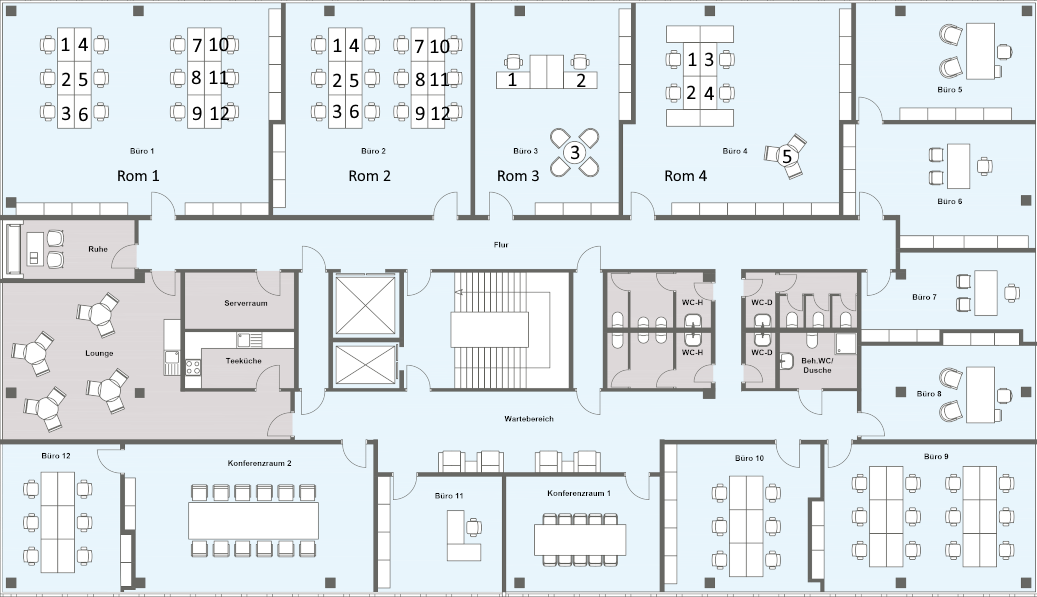 1 4 7 10
2 5 8 11
3 6 9 12
Büro 1
Rom 1
1 4 7 10
2 5 8 11
3 6 9 12
Büro 2
Rom 2
1 2
Büro 3
3
Rom 3
1 3
2 4
Büro 4
5
Rom 4
Büro 5
Büro 6
Ruhe
Flur
Büro 7
Serverraum
WC-H
WC-D
Lounge
Teeküche
WC-H
WC-D
Beh.WC/
Dusche
Büro 8
Wartebereich
Büro 12
Konferenzraum 2
Büro 11
Konferenzraum 1
Büro 10
Büro 9